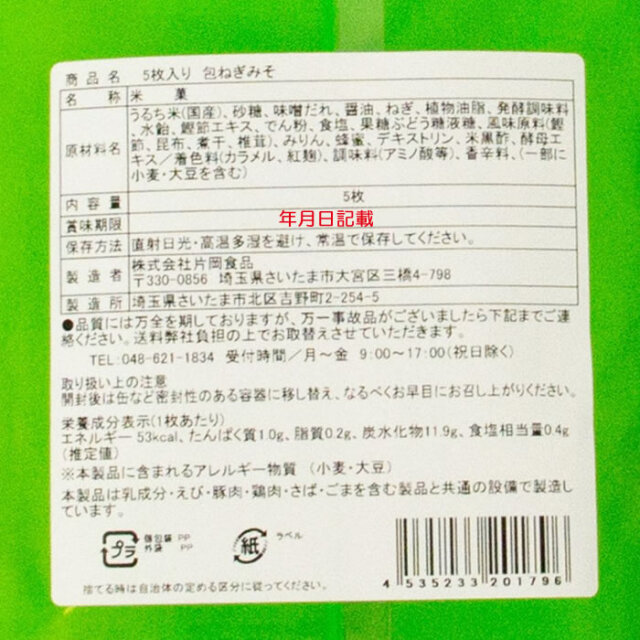 商品名 5枚入り 包ねぎみそ
名称 米菓
原材料名 うるち米(国産)、砂糖、味噌だれ、醤油、ねぎ、植物油脂、発酵調味料
、水飴、鰹節エキス、でん粉、食塩、果糖ぶどう糖液糖、風味原料(鰹
節、昆布、煮干、椎茸)、みりん、蜂蜜、デキストリン、米黒酢、酵母エ
キス/着色料(カラメル、紅麹)、調味料(アミノ酸等)、香辛料、(一部に
小麦・大豆を含む)
内容量 5枚
賞味期限 年月日記載
保存方法 直射日光・高温多湿を避け、常温で保存してください。
製造者 株式会社片岡食品
〒330-0856 埼玉県さいたま市大宮区三橋4-798
製造所 埼玉県さいたま市北区吉野町2-254-5
●品質には万全を期しておりますが、万一事故品がございましたら下記までご連
絡ください。送料弊社負担の上でお取替えさせていただきます。
TEL:048-621-1834 受付時間/月~金 9:00~17:00(祝日除く)
取り扱い上の注意
開封後は缶など密封性のある容器に移し替え、なるべくお早目にお召し上がりください。
栄養成分表示(1枚あたり)
エネルギー 53kcal、たんぱく質1.0g、脂質0.2g、炭水化物11.9g、食塩相当量0.4g
(推定値)
※本製品に含まれるアレルギー物質 (小麦・大豆)
本製品は乳成分・えび・豚肉・鶏肉・さば・ごまを含む製品と共通の設備で製造し
ています。
プラ 個包装 PP
外袋 PP
紙 ラベル
捨てる時は自治体の定める区分に従ってください。
4 535233 201796